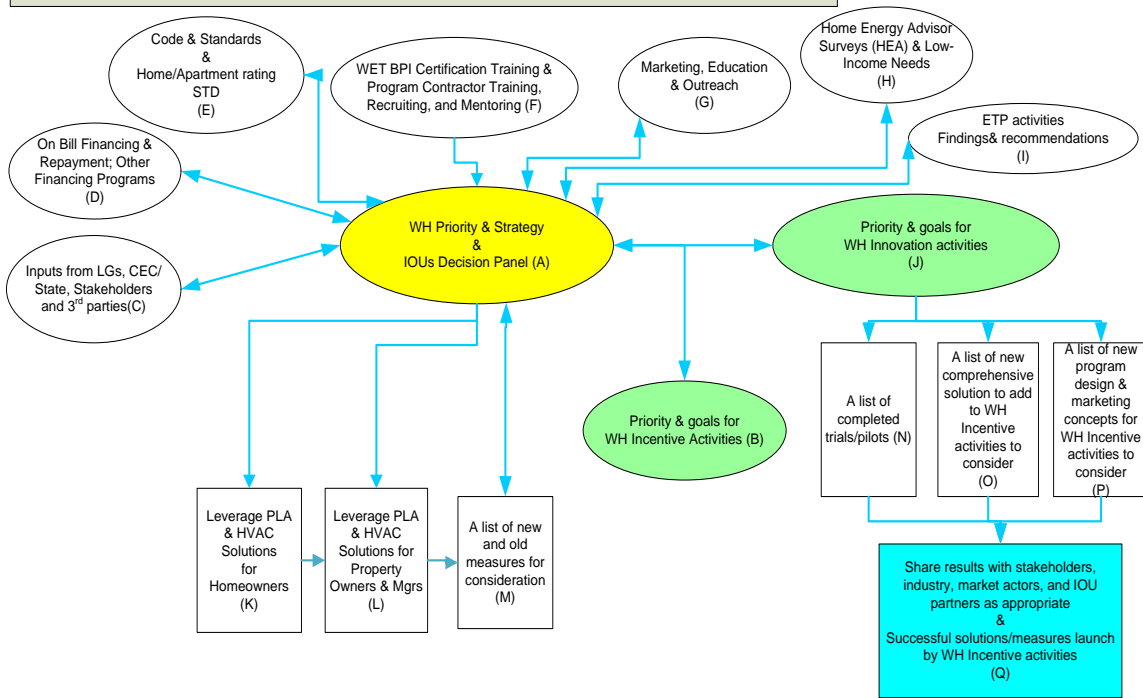 Code & Standards
&
Home/Apartment rating
STD
(E)
WET BPI Certification Training &
Program Contractor Training,
Recruiting, and Mentoring (F)
Marketing, Education
& Outreach
(G)
Home Energy Advisor
Surveys (HEA) & Low-
Income Needs
(H)
ETP activities
Findings& recommendations
(I)
On Bill Financing &
Repayment; Other
Financing Programs
(D)
Inputs from LGs, CEC/
State, Stakeholders
and 3rd parties(C)
WH Priority & Strategy
&
IOUs Decision Panel (A)
Priority & goals for
WH Innovation activities
(J)
Priority & goals for
WH Incentive Activities (B)
A list of
completed
trials/pilots (N)
A list of new
comprehensive
solution to add
to WH
Incentive
activities to
consider
(O)
A list of new
program
design &
marketing
concepts for
WH Incentive
activities to
consider
(P)
Leverage PLA
& HVAC
Solutions
for
Homeowners
(K)
Leverage PLA
& HVAC
Solutions for
Property
Owners & Mgrs
(L)
A list of new
and old
measures for
consideration
(M)
Share results with stakeholders,
industry, market actors, and IOU
partners as appropriate
&
Successful solutions/measures launch
by WH Incentive activities
(Q)